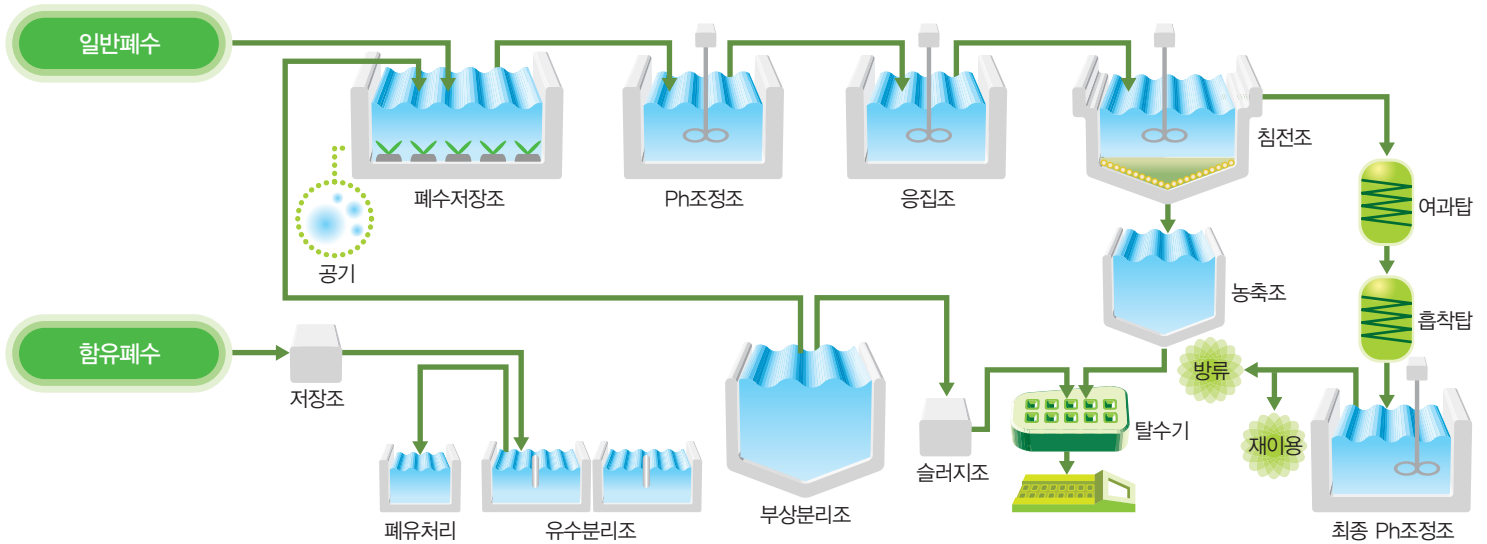 일반폐수
폐수저장조
Ph조정조
응집조
침전조
여과탑
공기
농축조
흡착탑
함유폐수
저장조
방류
탈수기
재이용
슬러지조
폐유처리
유수분리조
부상분리조
최종 Ph조정조